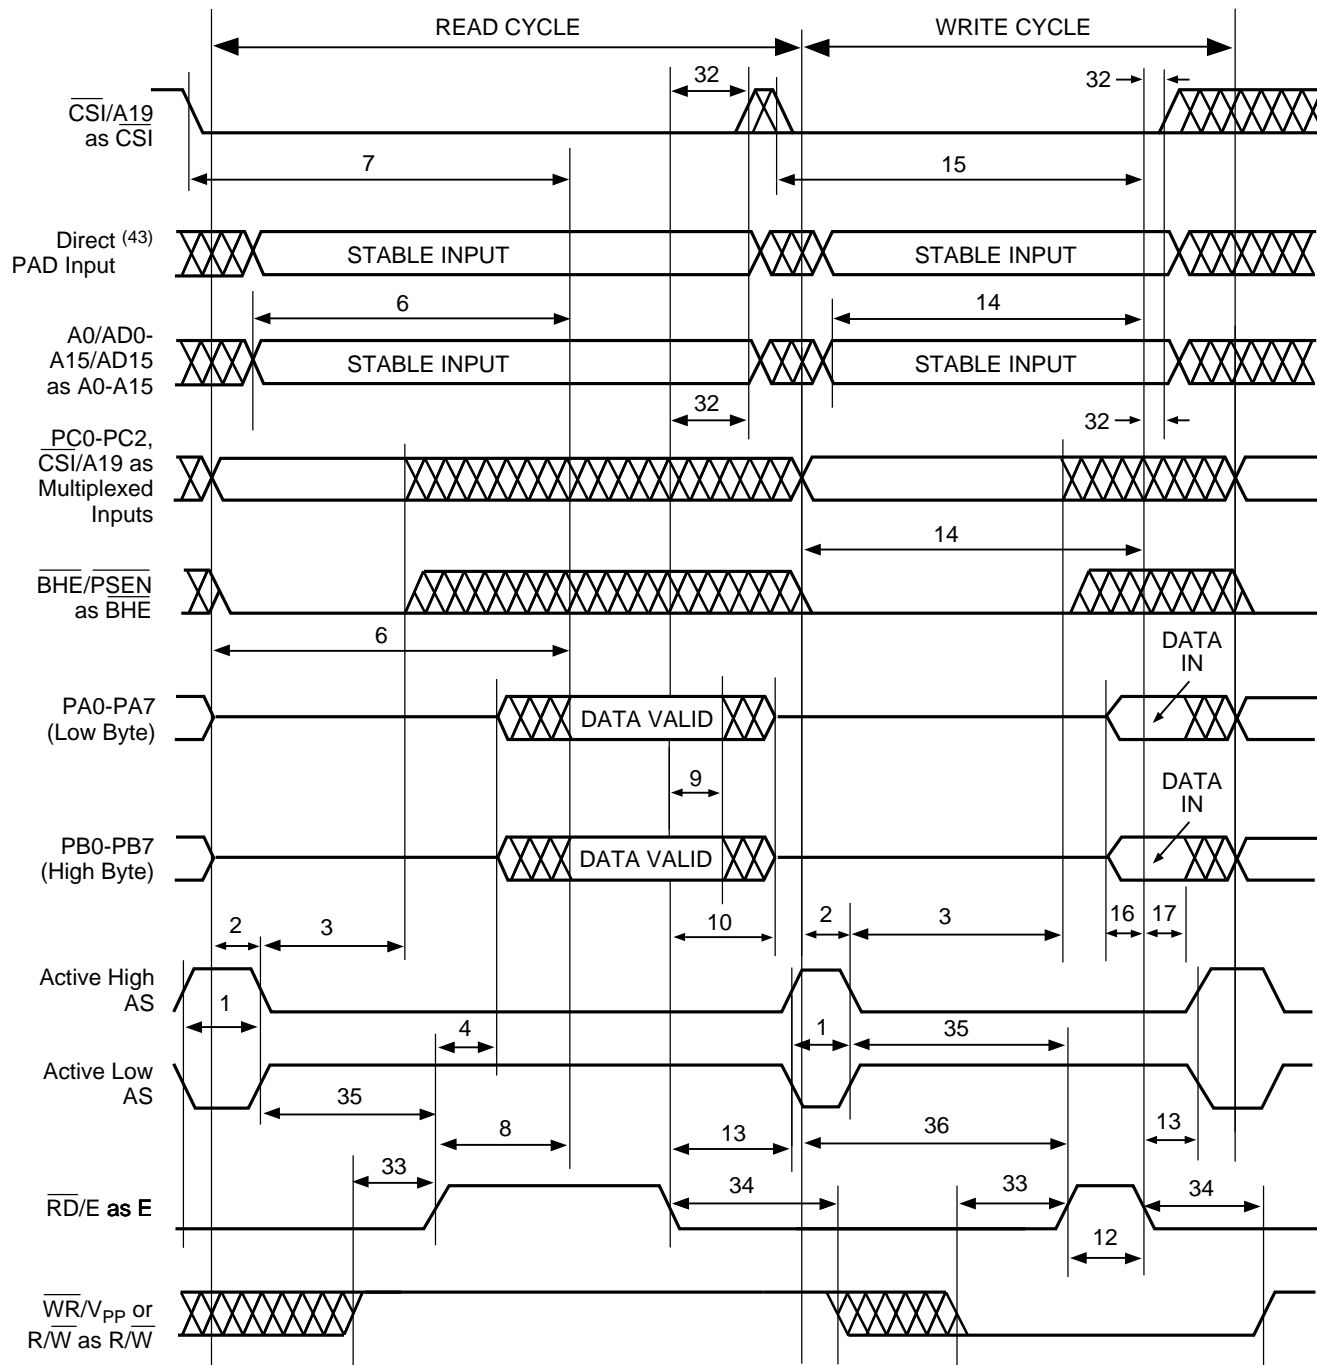 READ CYCLE
WRITE CYCLE
32
32
CSI/A19
as CSI
7
15
Direct (43)
PAD Input
STABLE INPUT
STABLE INPUT
6
14
A0/AD0-
A15/AD15
as A0-A15
STABLE INPUT
STABLE INPUT
32
32
PC0-PC2,
CSI/A19 as
Multiplexed
Inputs
14
BHE/PSEN
as BHE
6
DATA
IN
PA0-PA7
(Low Byte)
DATA VALID
9
DATA
IN
PB0-PB7
(High Byte)
DATA VALID
2
3
10
2
3
16
17
Active High
AS
1
4
1
35
Active Low
AS
35
8
13
36
13
33
34
33
34
RD/E as E
12
WR/VPP or
R/W as R/W